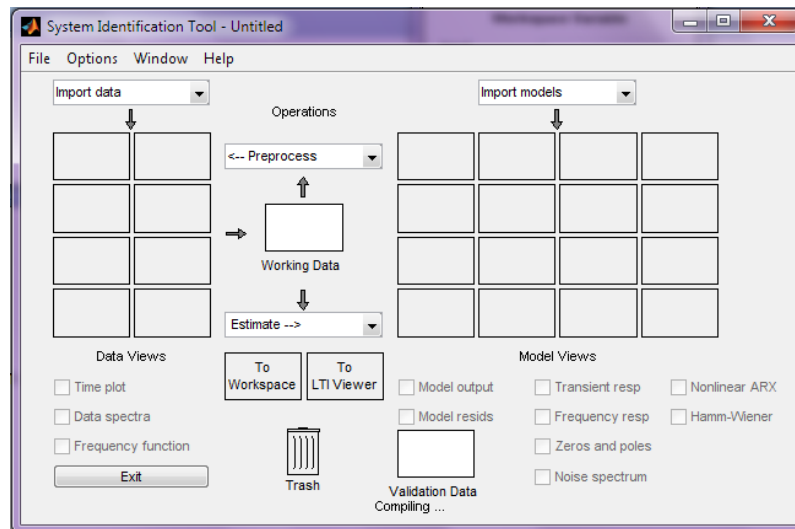 System Identification Tool - Untitled
Workspace Variable
File Options Window Help
Import data
Import models
Operations
<-- Preprocess
Working Data
Estimate -->
Data Views
Model Views
To Workspace
To LTI Viewer
Time plot
Data spectra
Frequency function
Exit
Model output
Transient resp
Nonlinear ARX
Model resids
Frequency resp
Hamm-Wiener
Zeros and poles
Noise spectrum
Trash
Validation Data
Compiling ...